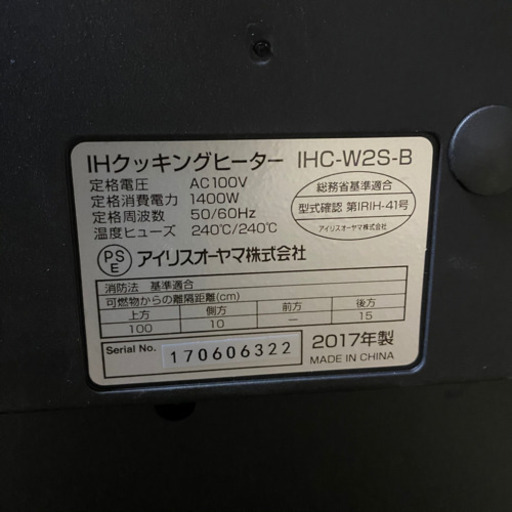 IHクッキングヒーター IHC-W2S-B
定格電圧 AC100V
定格消費電力 1400W
定格周波数 50/60Hz
温度ヒューズ 240℃/240℃
総務省基準適合
型式確認 第IRIH-41号
アイリスオーヤマ株式会社
PSE アイリスオーヤマ株式会社
消防法 基準適合
可燃物からの離隔距離(cm)
上方 側方 前方 後方
100 10 — 15
Serial No. 170606322
2017年製
MADE IN CHINA